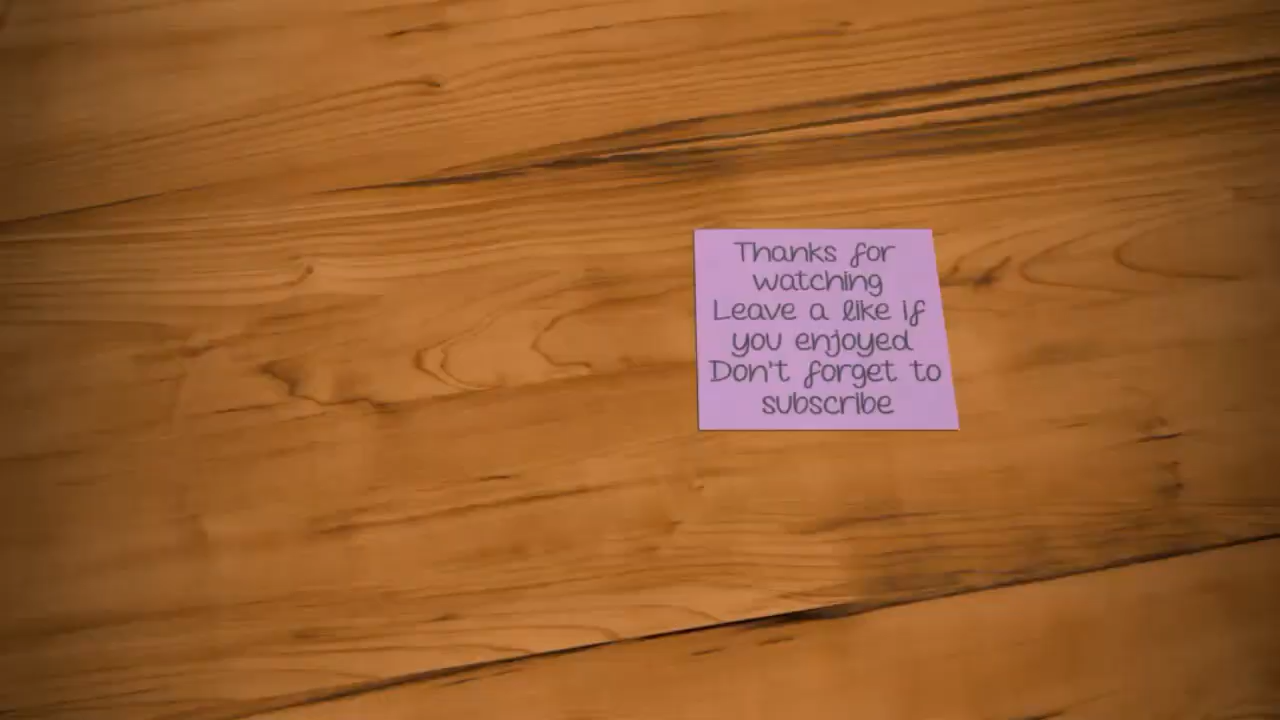 Thanks for
watching
Leave a like if
you enjoyed
Don't forget to
subscribe